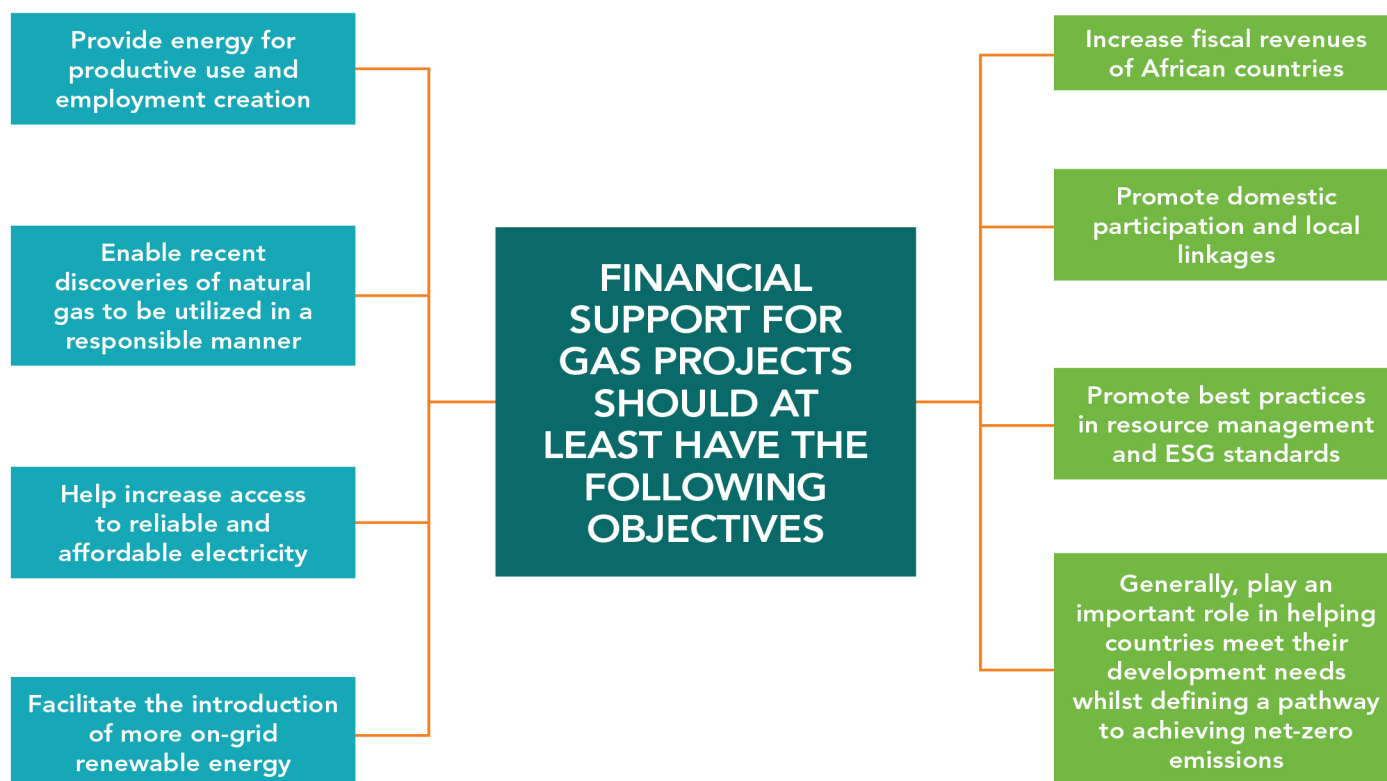 Provide energy for
productive use and
employment creation
Enable recent
discoveries of natural
gas to be utilized in a
responsible manner
Help increase access
to reliable and
affordable electricity
Facilitate the introduction
of more on-grid
renewable energy
FINANCIAL
SUPPORT FOR
GAS PROJECTS
SHOULD AT
LEAST HAVE THE
FOLLOWING
OBJECTIVES
Increase fiscal revenues
of African countries
Promote domestic
participation and local
linkages
Promote best practices
in resource management
and ESG standards
Generally, play an
important role in helping
countries meet their
development needs
whilst defining a pathway
to achieving net-zero
emissions